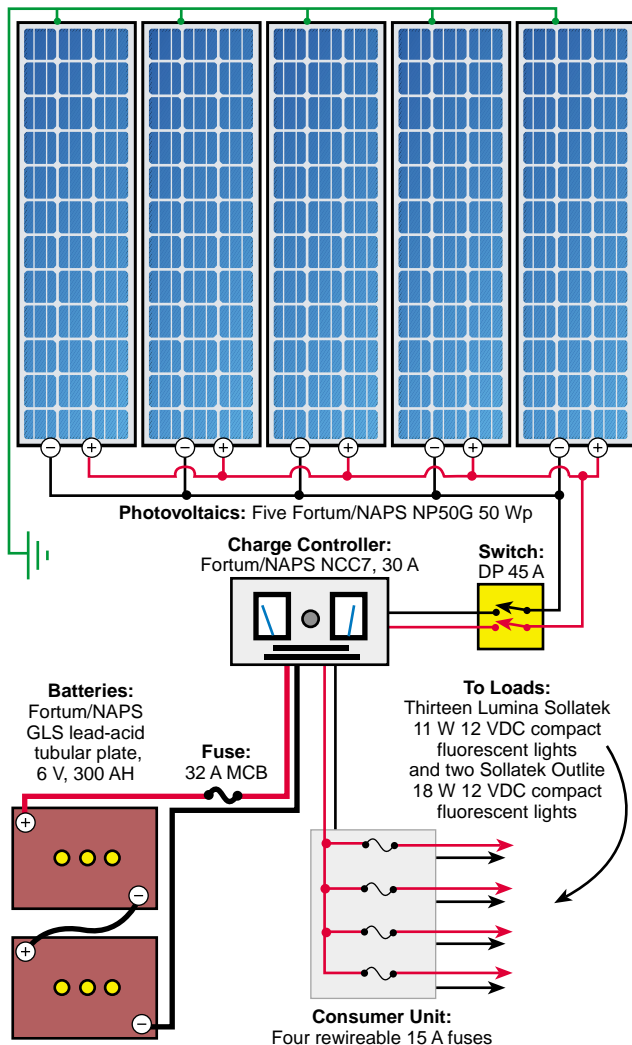 − + − + − + − + − +
Photovoltaics: Five Fortum/NAPS NP50G 50 Wp
Charge Controller:
Fortum/NAPS NCC7, 30 A
Switch:
DP 45 A
Batteries:
Fortum/NAPS
GLS lead-acid
tubular plate,
6 V, 300 AH
Fuse:
32 A MCB
To Loads:
Thirteen Lumina Sollatek
11 W 12 VDC compact
fluorescent lights
and two Sollatek Outlite
18 W 12 VDC compact
fluorescent lights
+
−
+
−
Consumer Unit:
Four rewireable 15 A fuses